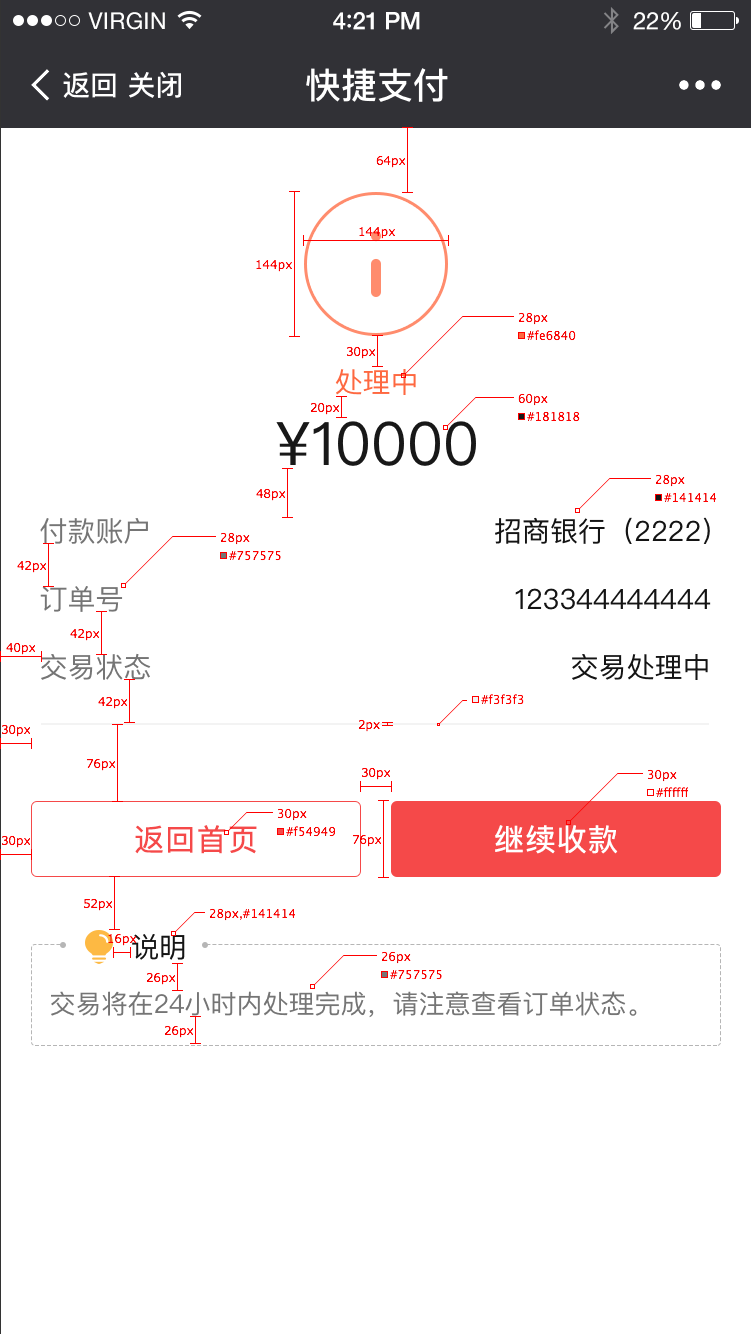 VIRGIN 4:21 PM 22%
返回 关闭 快捷支付
64px
144px
144px
28px
#fe6840
30px
处理中
20px
60px
#181818
¥10000
48px
28px
#141414
付款账户 招商银行（2222）
28px
#757575
42px
订单号 123344444444
42px
40px
交易状态 交易处理中
42px
#f3f3f3
2px
30px
76px
30px
30px
#ffffff
返回首页
30px
#f54949
继续收款
30px
76px
52px
28px,#141414
16px
说明
26px
#757575
26px
交易将在24小时内处理完成，请注意查看订单状态。
26px